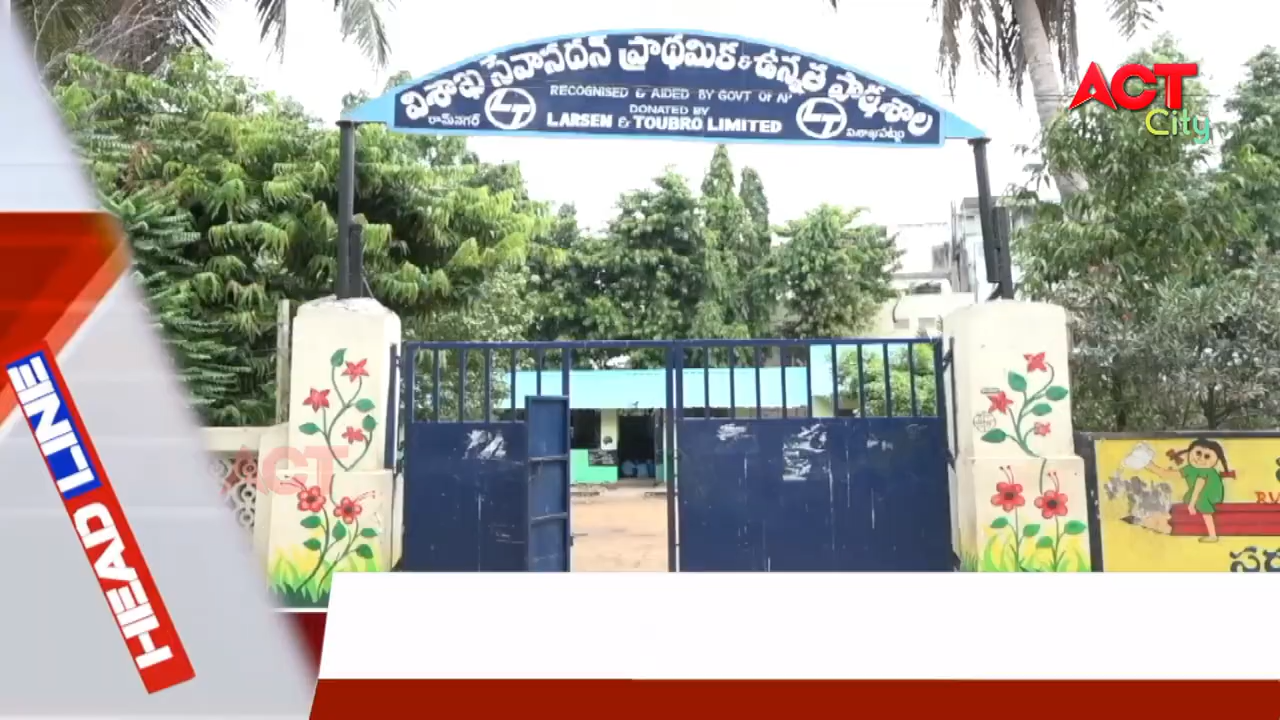 విశాఖ సేవాసదన్ ప్రాథమిక & ఉన్నత పాఠశాల
RECOGNISED & AIDED BY GOVT OF AP
DONATED BY
LARSEN & TOUBRO LIMITED
రామ్‌నగర్
విశాఖపట్నం
ACT
City
ACT
HEAD LINE